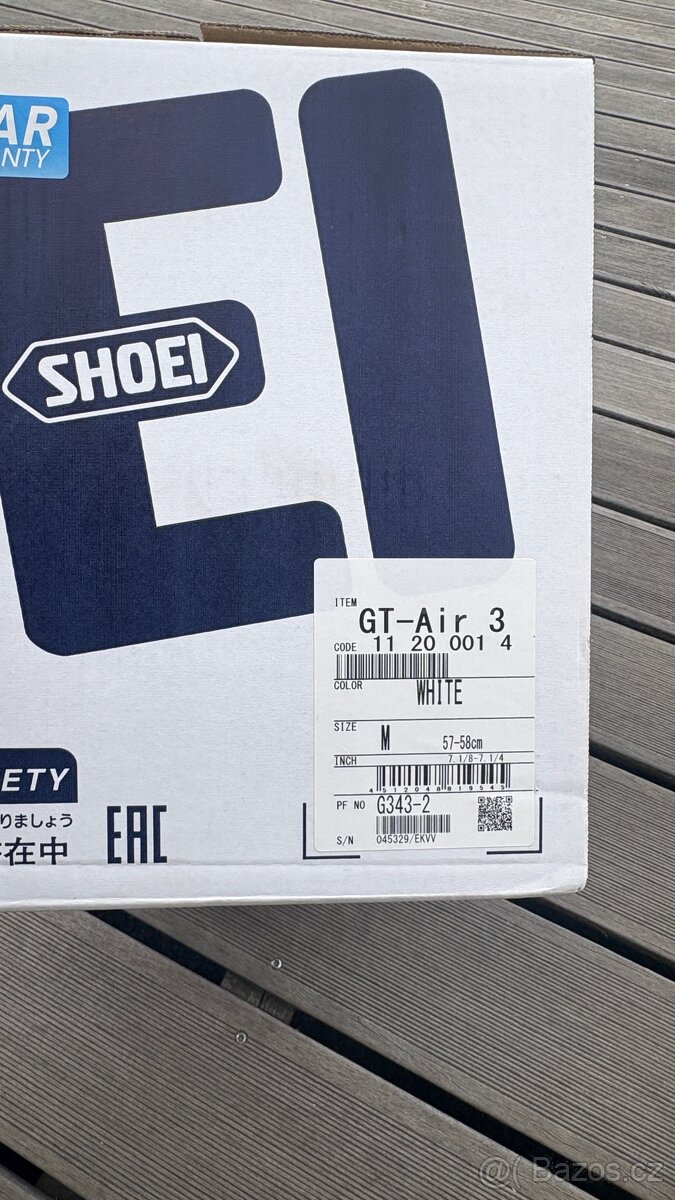 AR
NTY
EI
SHOEI
ITEM GT-Air 3
CODE 11 20 001 4
COLOR WHITE
SIZE M 57-58cm
INCH 7.1/8-7.1/4
4512048819545
PF NO G343-2
S/N 045329/EKVV
ETY
りましょう
在中
EAC
@ Bazos.cz